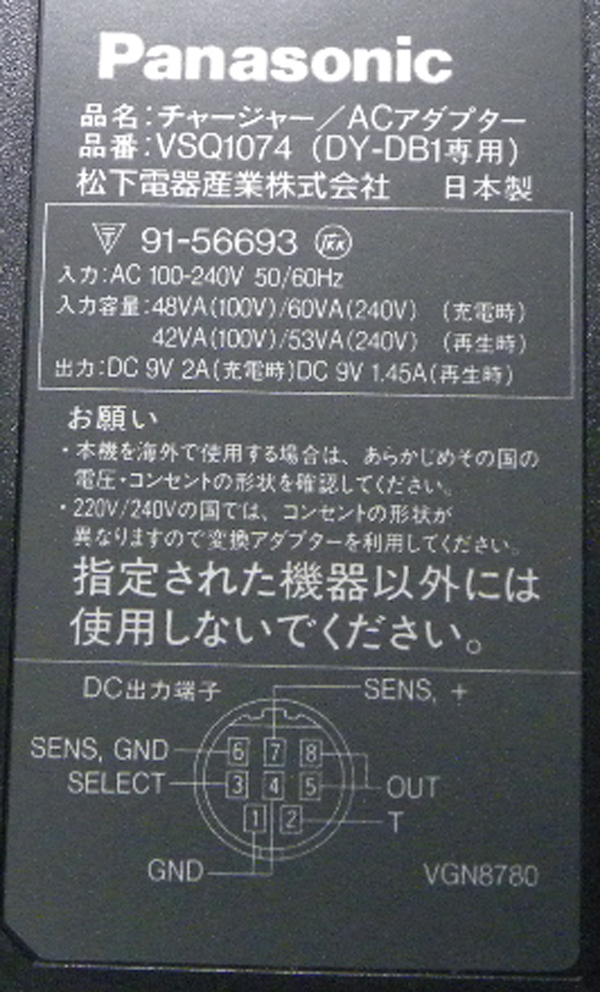 Panasonic
品名:チャージャー/ACアダプター
品番:VSQ1074 (DY-DB1専用)
松下電器産業株式会社 日本製
91-56693
入力:AC 100-240V 50/60Hz
入力容量:48VA(100V)/60VA(240V) (充電時)
42VA(100V)/53VA(240V) (再生時)
出力:DC 9V 2A(充電時)DC 9V 1.45A(再生時)
お願い
・本機を海外で使用する場合は、あらかじめその国の
電圧・コンセントの形状を確認してください。
・220V/240Vの国では、コンセントの形状が
異なりますので変換アダプターを利用してください。
指定された機器以外には
使用しないでください。
DC出力端子
SENS, +
SENS, GND
6 7 8
SELECT
3 4 5
OUT
1 2
T
GND
VGN8780